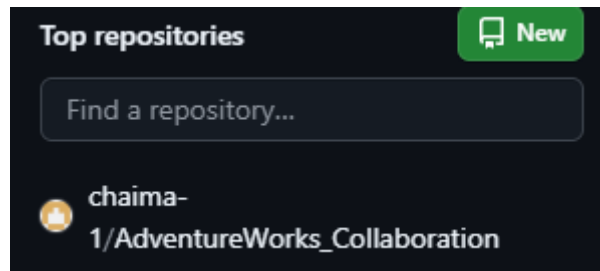 Top repositories
New
Find a repository...
chaima-
1/AdventureWorks_Collaboration